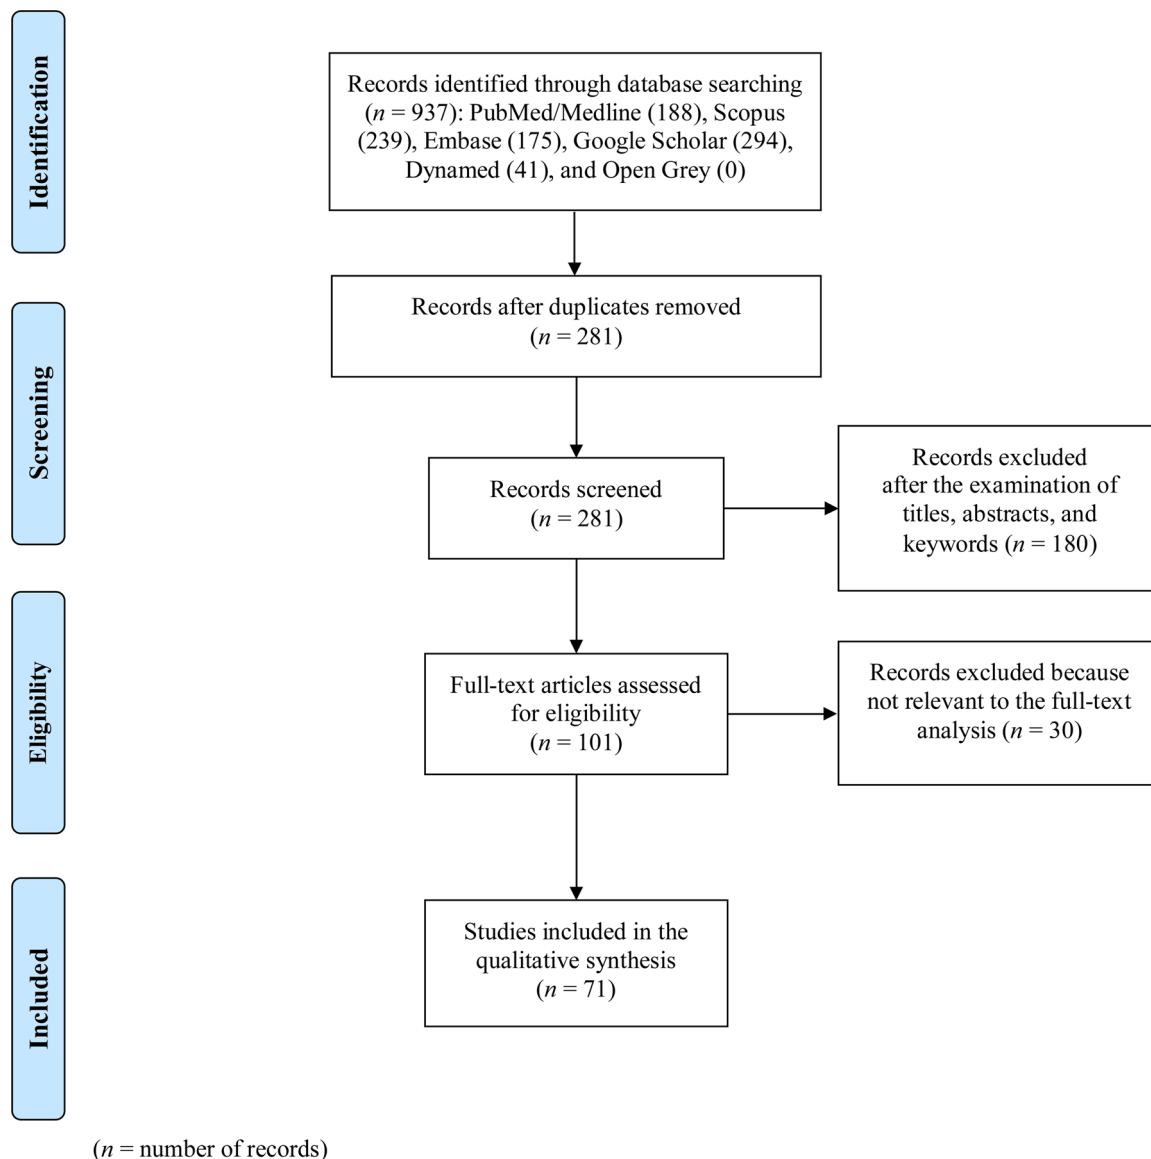 Identification
Records identified through database searching
(n = 937): PubMed/Medline (188), Scopus
(239), Embase (175), Google Scholar (294),
Dynamed (41), and Open Grey (0)
Records after duplicates removed
(n = 281)
Screening
Records screened
(n = 281)
Records excluded
after the examination of
titles, abstracts, and
keywords (n = 180)
Eligibility
Full-text articles assessed
for eligibility
(n = 101)
Records excluded because
not relevant to the full-text
analysis (n = 30)
Included
Studies included in the
qualitative synthesis
(n = 71)
(n = number of records)